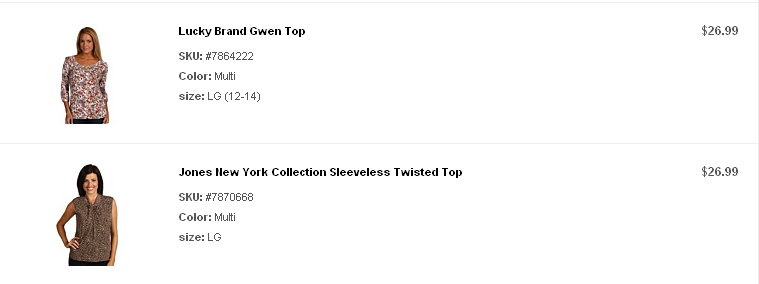 Lucky Brand Gwen Top
$26.99
SKU: #7864222
Color: Multi
size: LG (12-14)
Jones New York Collection Sleeveless Twisted Top
$26.99
SKU: #7870668
Color: Multi
size: LG